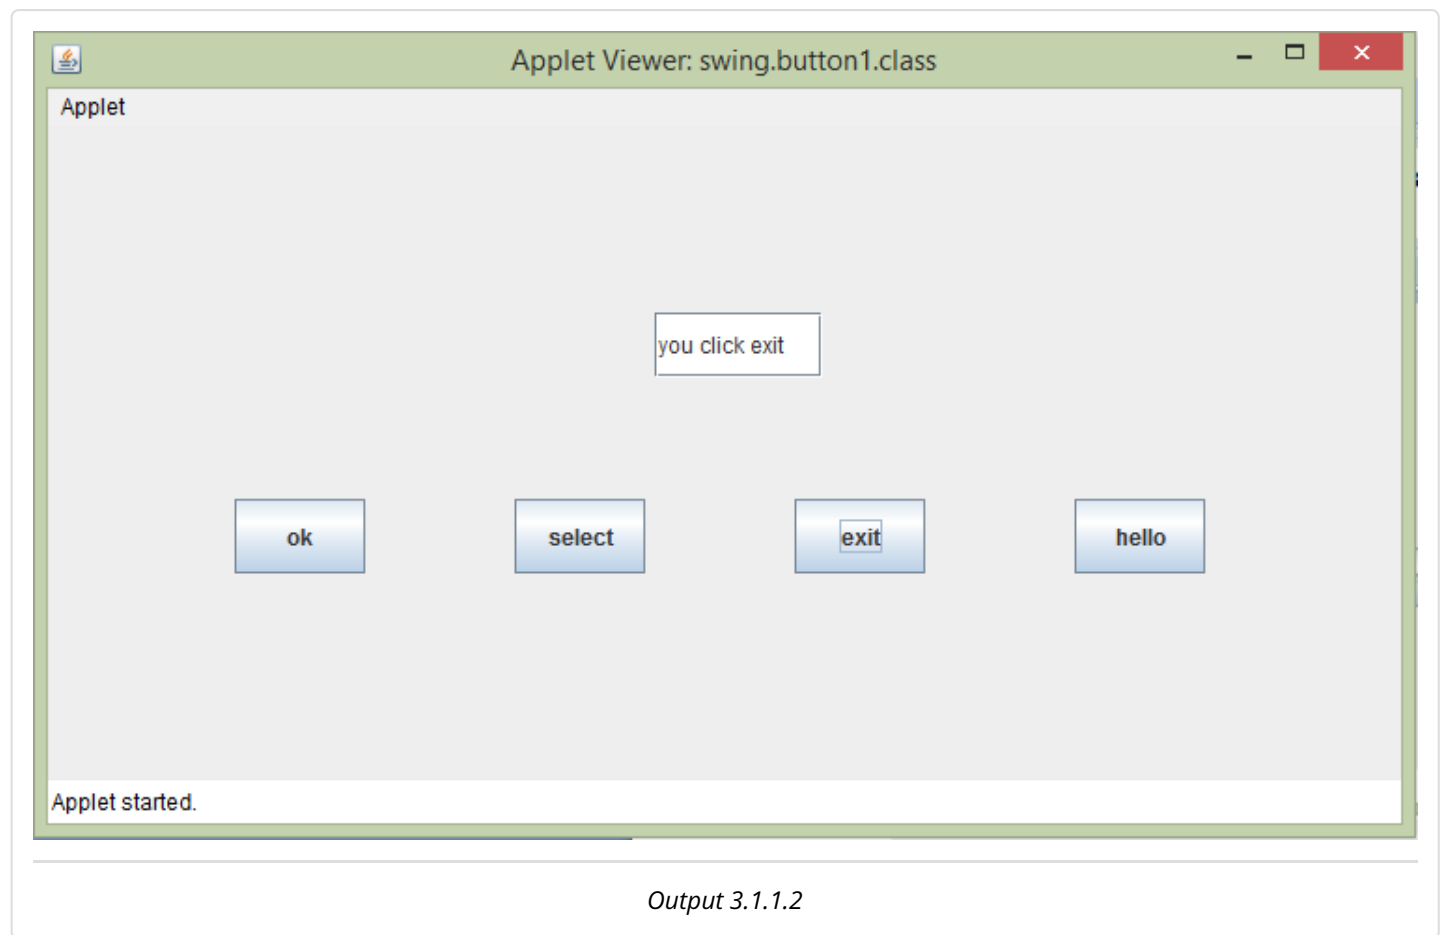 Applet Viewer: swing.button1.class
Applet
you click exit
ok select exit hello
Applet started.
Output 3.1.1.2